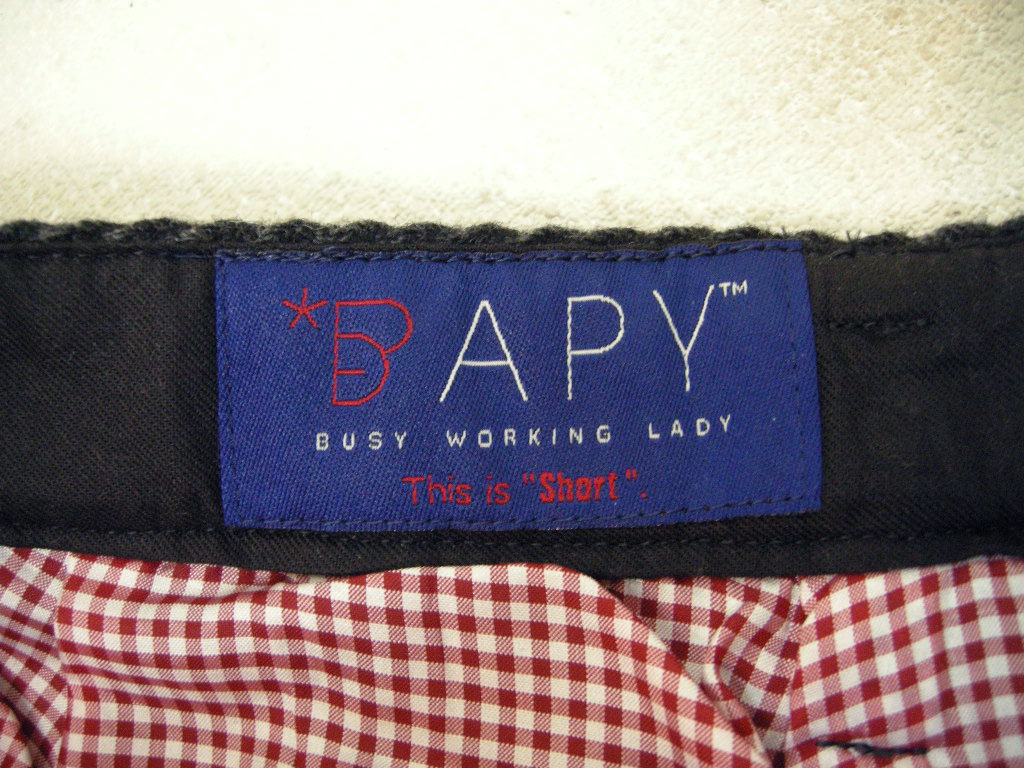 *BAPY™
BUSY WORKING LADY
This is "Short".